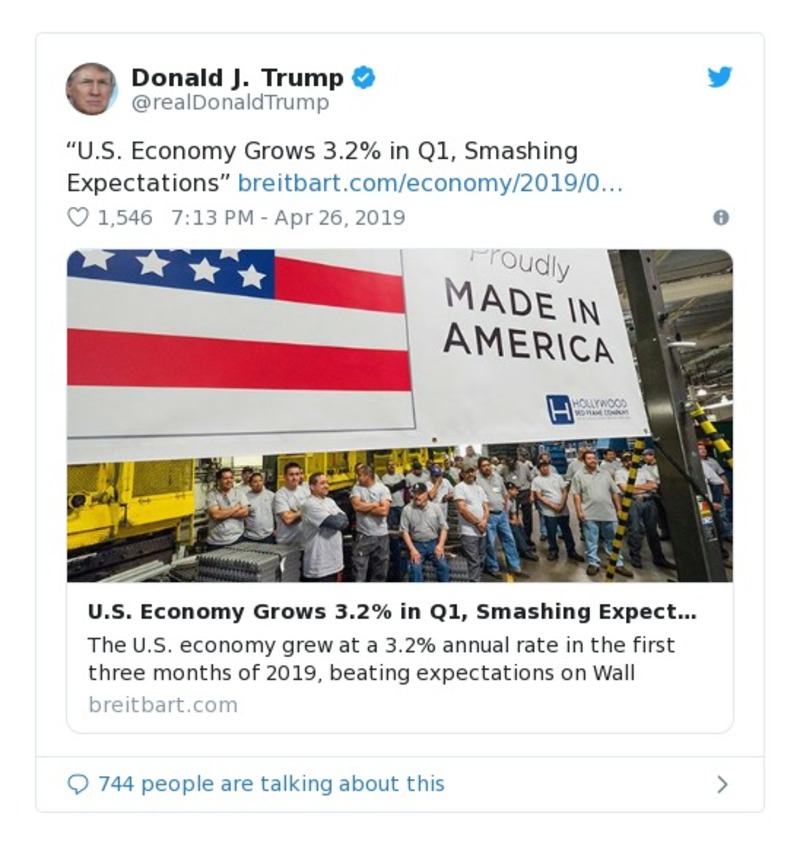 Donald J. Trump
@realDonaldTrump
“U.S. Economy Grows 3.2% in Q1, Smashing
Expectations” breitbart.com/economy/2019/0…
1,546 7:13 PM - Apr 26, 2019
Proudly
MADE IN
AMERICA
H HOLLYWOOD
BED FRAME COMPANY
U.S. Economy Grows 3.2% in Q1, Smashing Expect...
The U.S. economy grew at a 3.2% annual rate in the first
three months of 2019, beating expectations on Wall
breitbart.com
744 people are talking about this